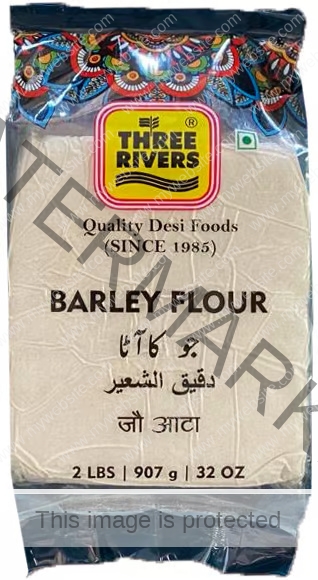 THREE
RIVERS
®
Quality Desi Foods
(SINCE 1985)
BARLEY FLOUR
جو کا آٹا
دقيق الشعير
जौ आटा
2 LBS | 907 g | 32 OZ
This image is protected